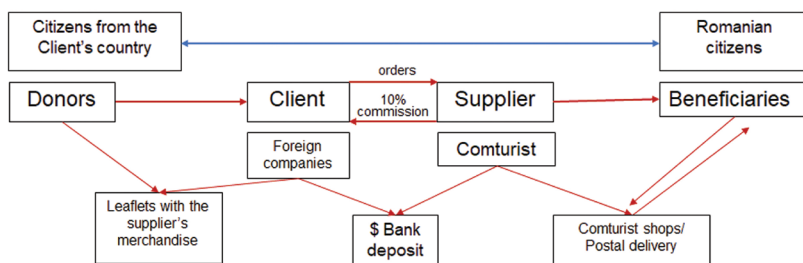 Citizens from the
Client's country
Romanian
citizens
orders
Donors
Client
10%
commission
Supplier
Beneficiaries
Foreign
companies
Comturist
Leaflets with the
supplier's
merchandise
$ Bank
deposit
Comturist shops/
Postal delivery